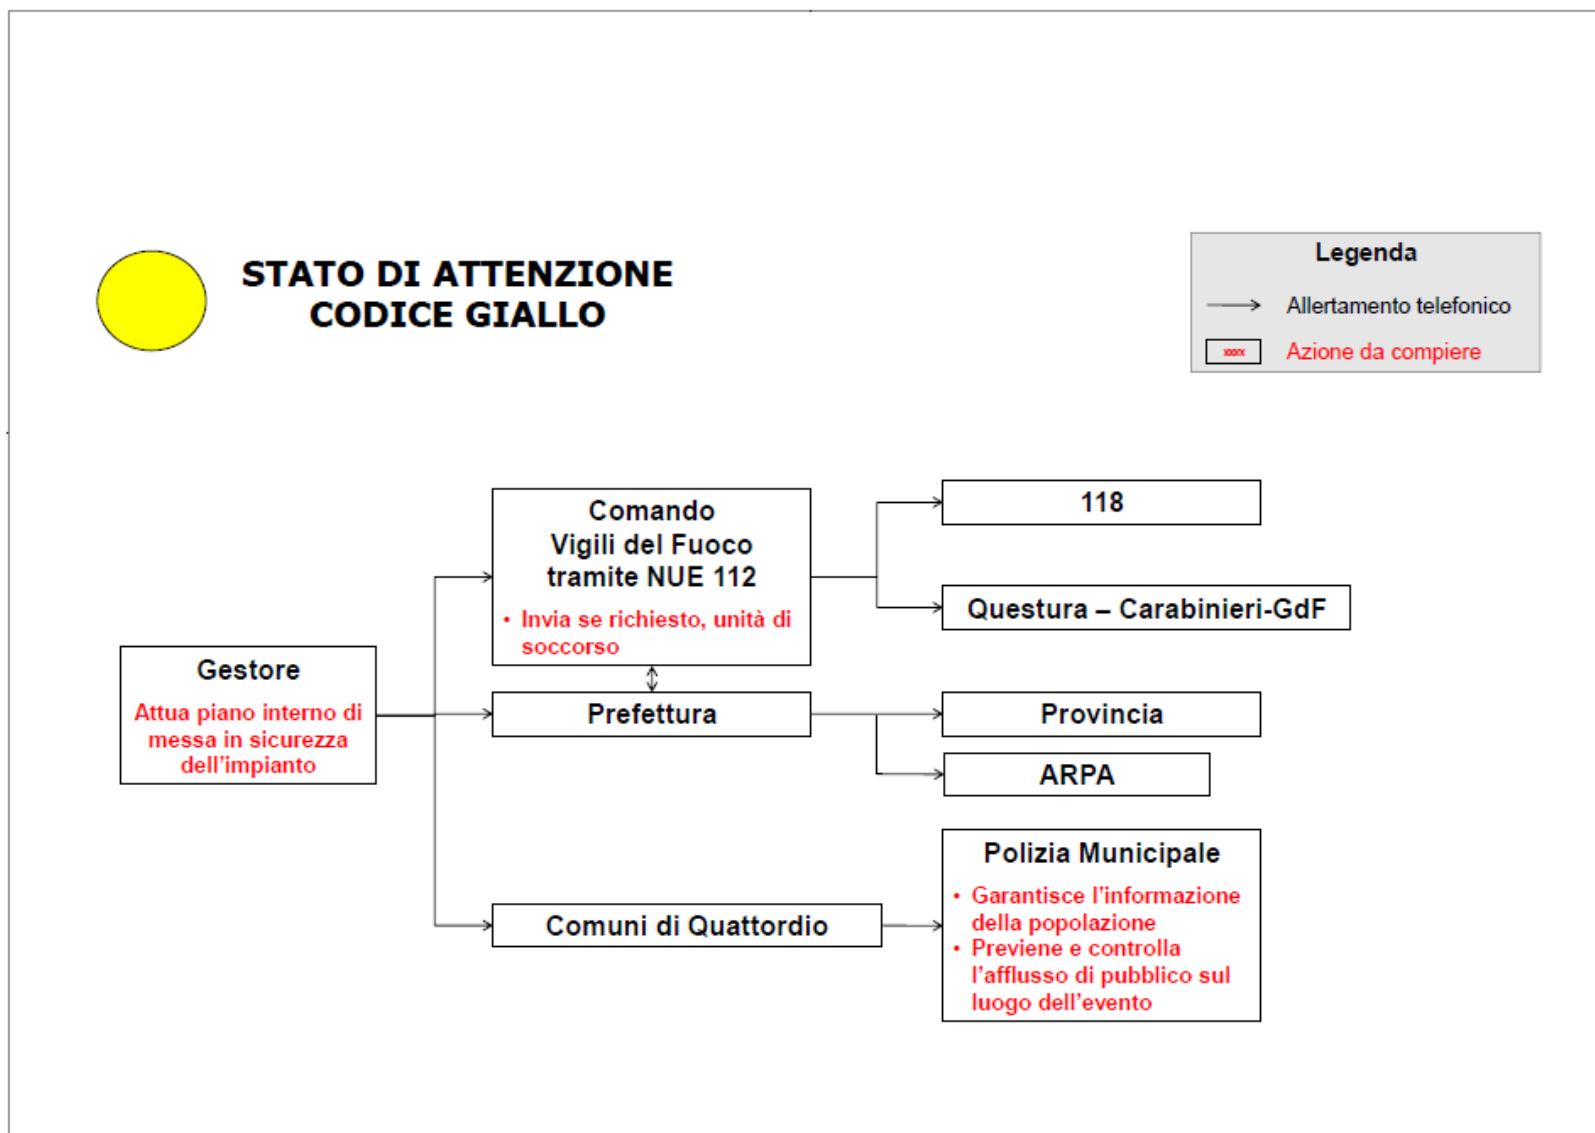 STATO DI ATTENZIONE
CODICE GIALLO
Legenda
Allertamento telefonico
xxxx Azione da compiere
Comando
Vigili del Fuoco
tramite NUE 112
• Invia se richiesto, unità di
soccorso
118
Questura – Carabinieri-GdF
Gestore
Attua piano interno di
messa in sicurezza
dell'impianto
Prefettura
Provincia
ARPA
Comuni di Quattordio
Polizia Municipale
• Garantisce l'informazione
della popolazione
• Previene e controlla
l'afflusso di pubblico sul
luogo dell'evento